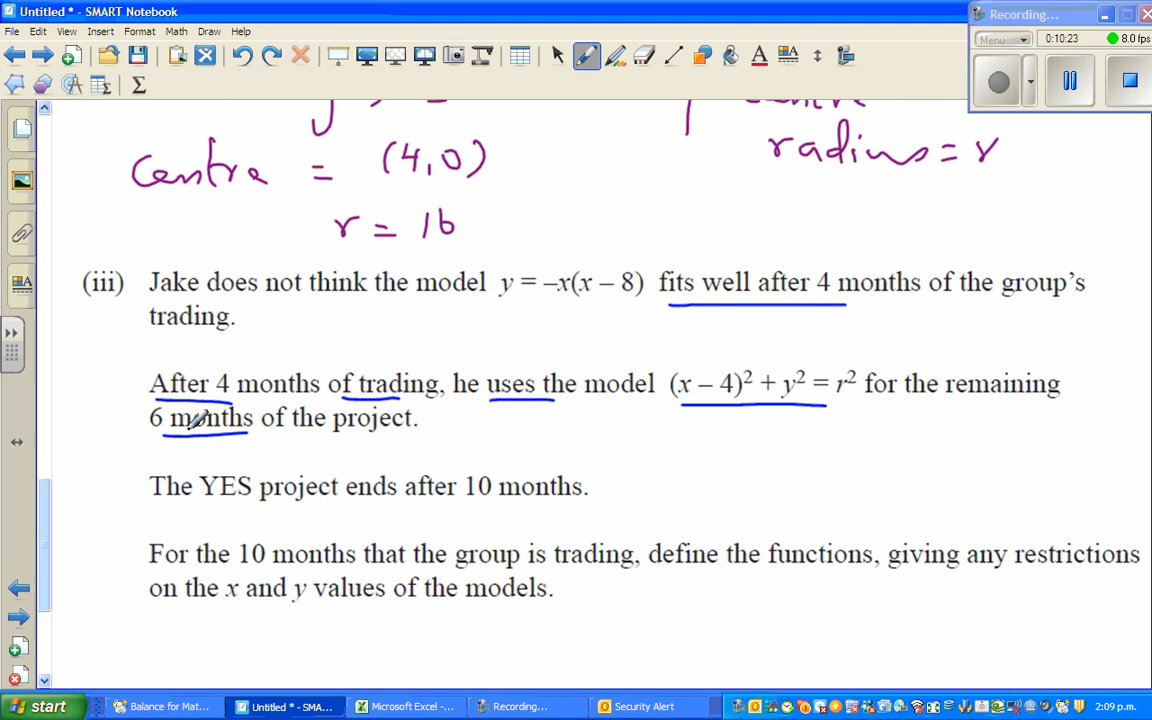 Untitled * - SMART Notebook
Recording...
File Edit View Insert Format Math Draw Help
Menu 0:10:23 8.0 fps
centra
centra = (4,0)
radius = r
r = 16
(iii) Jake does not think the model y = –x(x – 8) fits well after 4 months of the group's
trading.
After 4 months of trading, he uses the model (x – 4)² + y² = r² for the remaining
6 months of the project.
The YES project ends after 10 months.
For the 10 months that the group is trading, define the functions, giving any restrictions
on the x and y values of the models.
start Balance for Mat... Untitled * - SMA... Microsoft Excel -... Recording... Security Alert 2:09 p.m.